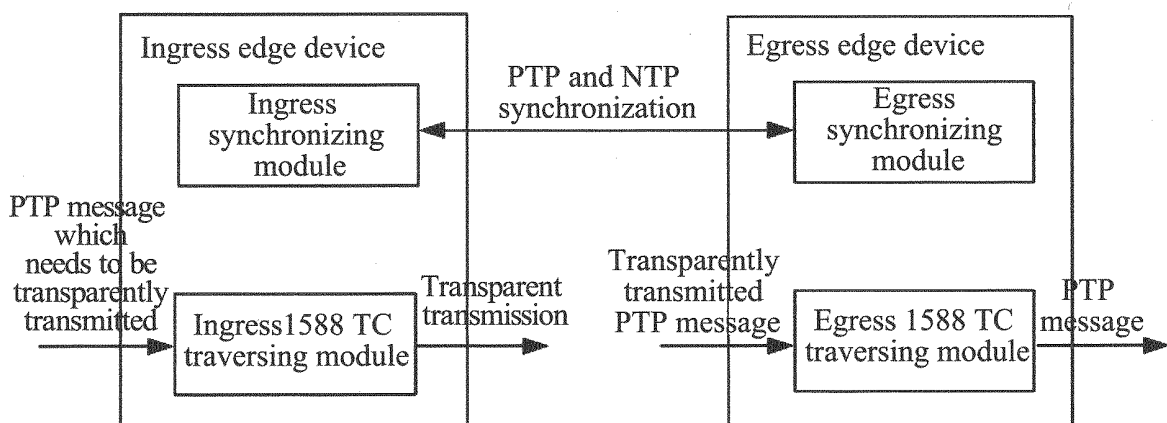 Ingress edge device
Ingress
synchronizing
module
PTP and NTP
synchronization
Egress edge device
Egress
synchronizing
module
PTP message
which
needs to be
transparently
transmitted
Ingress1588 TC
traversing module
Transparent
transmission
Transparently
transmitted
PTP message
Egress 1588 TC
traversing module
PTP
message